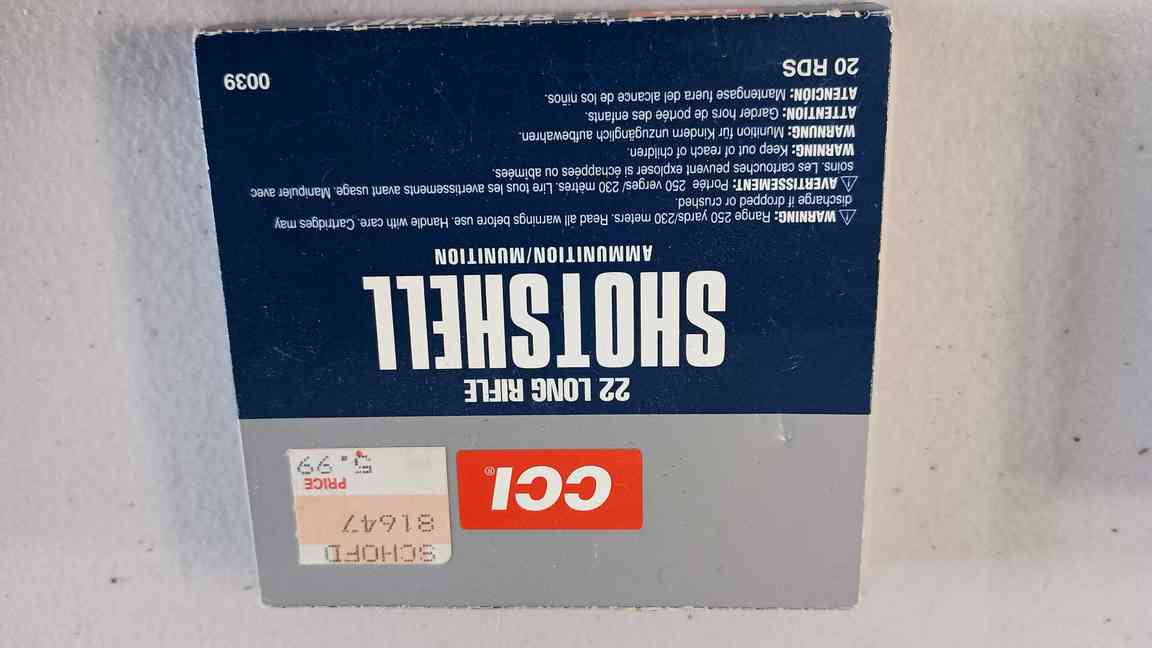 SCHOFD
81647
PRICE
5.99
CCI®
22 LONG RIFLE
SHOTSHELL
AMMUNITION/MUNITION
WARNING: Range 250 yards/230 meters. Read all warnings before use. Handle with care. Cartridges may
discharge if dropped or crushed.
AVERTISSEMENT: Portée 250 verges/230 métrés. Lire tous les avertissements avant usage. Manipuler avec
soins. Les cartouches peuvent exploser si échappées ou abîmées.
WARNING: Keep out of reach of children.
WARNUNG: Munition für Kindern unzugänglich aufbewahren.
ATTENTION: Garder hors de portée des enfants.
ATENCIÓN: Mantengase fuera del alcance de los niños.
20 RDS
0039